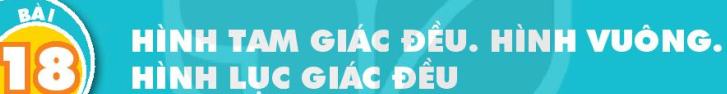 BÀI
18
HÌNH TAM GIÁC ĐỀU. HÌNH VUÔNG.
HÌNH LỤC GIÁC ĐỀU